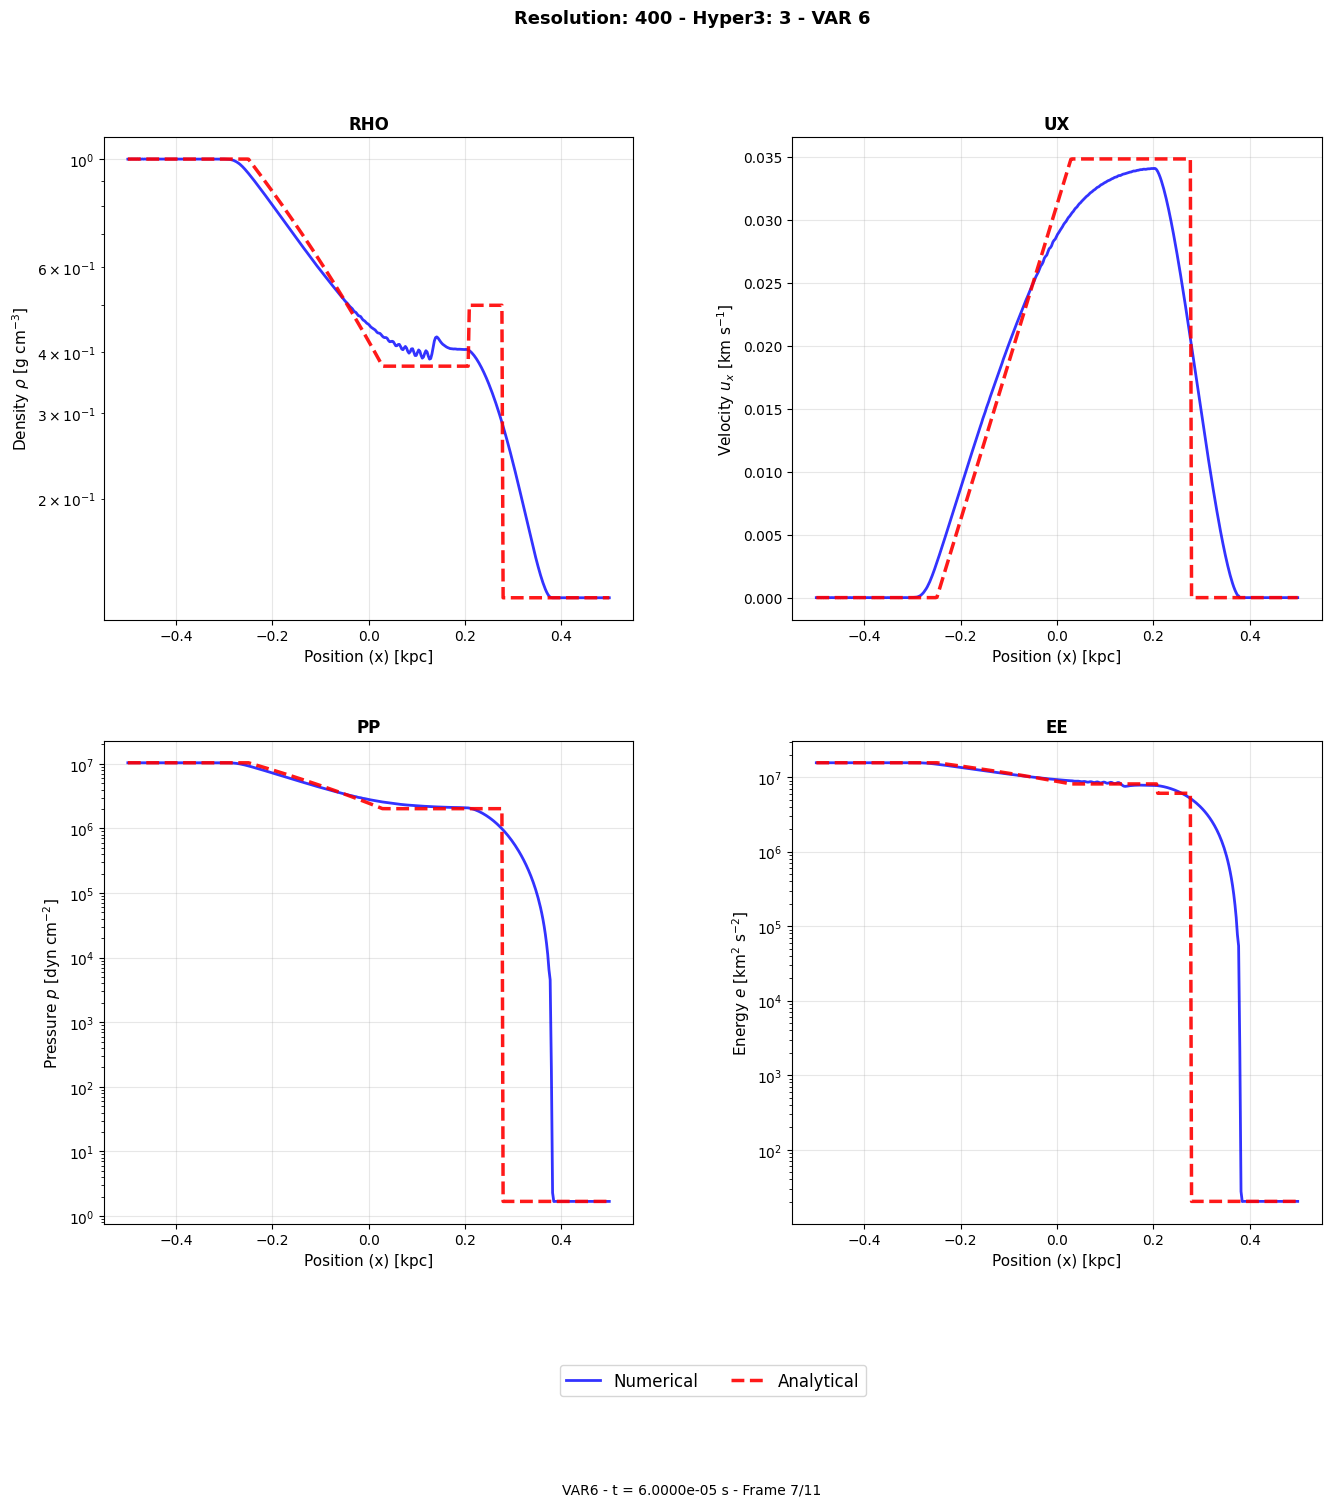 Resolution: 400 - Hyper3: 3 - VAR 6
RHO
Density ρ [g cm⁻³]
10⁰
6 × 10⁻¹
4 × 10⁻¹
3 × 10⁻¹
2 × 10⁻¹
−0.4 −0.2 0.0 0.2 0.4
Position (x) [kpc]
UX
Velocity uₓ [km s⁻¹]
0.035
0.030
0.025
0.020
0.015
0.010
0.005
0.000
−0.4 −0.2 0.0 0.2 0.4
Position (x) [kpc]
PP
Pressure p [dyn cm⁻²]
10⁷
10⁶
10⁵
10⁴
10³
10²
10¹
10⁰
−0.4 −0.2 0.0 0.2 0.4
Position (x) [kpc]
EE
Energy e [km² s⁻²]
10⁷
10⁶
10⁵
10⁴
10³
10²
−0.4 −0.2 0.0 0.2 0.4
Position (x) [kpc]
Numerical Analytical
VAR6 - t = 6.0000e-05 s - Frame 7/11